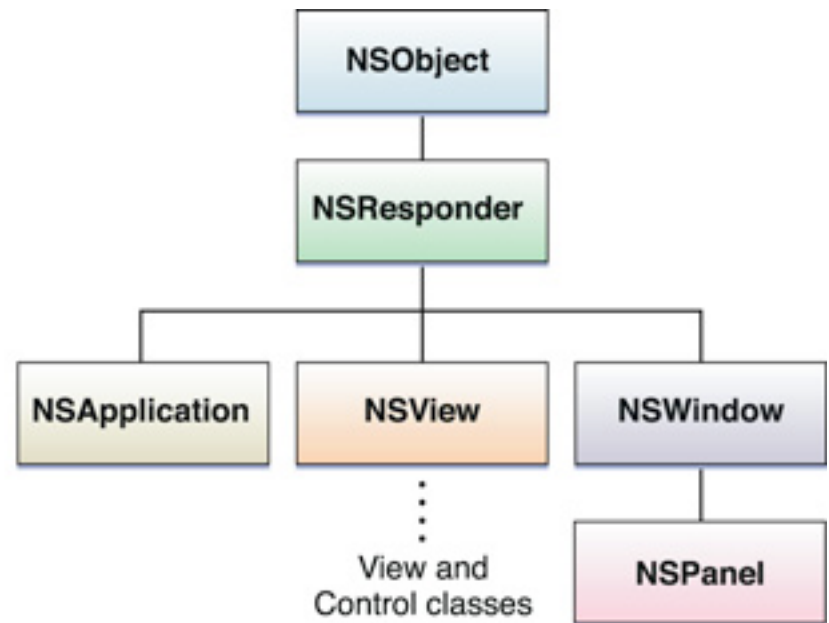 NSObject
NSResponder
NSApplication
NSView
NSWindow
View and
Control classes
NSPanel